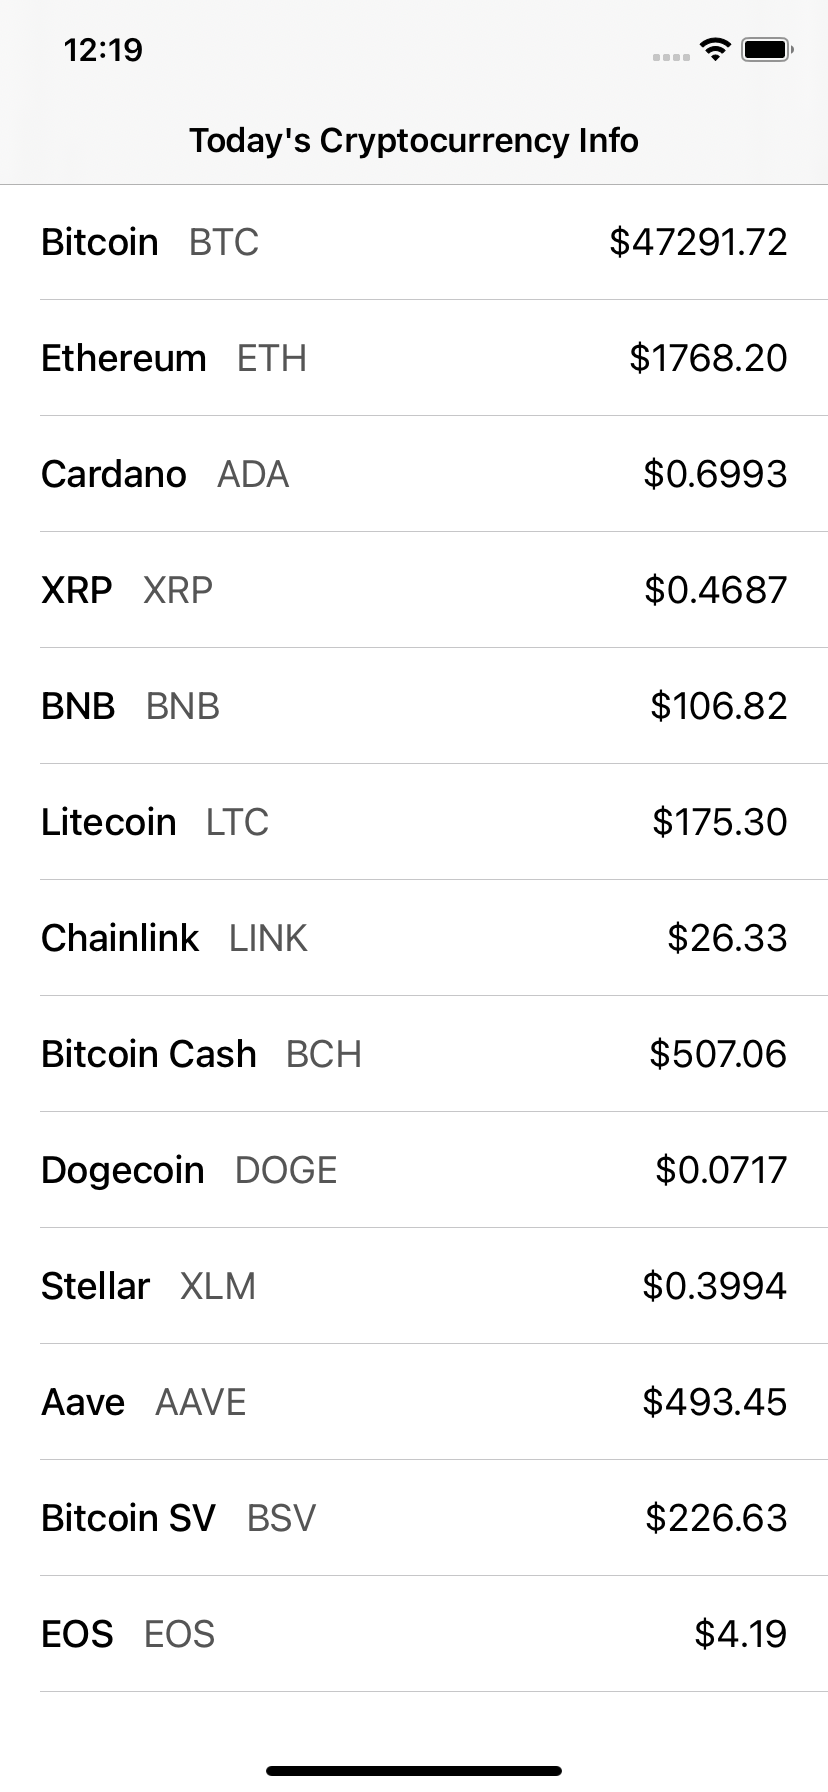 12:19
Today's Cryptocurrency Info
Bitcoin BTC $47291.72
Ethereum ETH $1768.20
Cardano ADA $0.6993
XRP XRP $0.4687
BNB BNB $106.82
Litecoin LTC $175.30
Chainlink LINK $26.33
Bitcoin Cash BCH $507.06
Dogecoin DOGE $0.0717
Stellar XLM $0.3994
Aave AAVE $493.45
Bitcoin SV BSV $226.63
EOS EOS $4.19